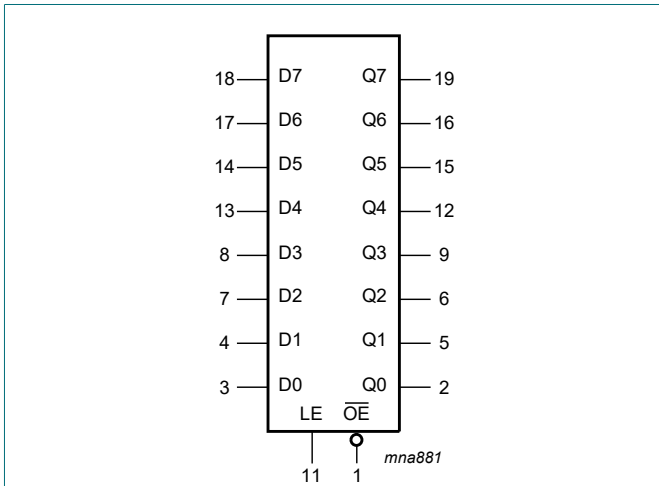 18 D7 Q7 19
17 D6 Q6 16
14 D5 Q5 15
13 D4 Q4 12
8 D3 Q3 9
7 D2 Q2 6
4 D1 Q1 5
3 D0 Q0 2
LE O̅E̅
11 1
mna881